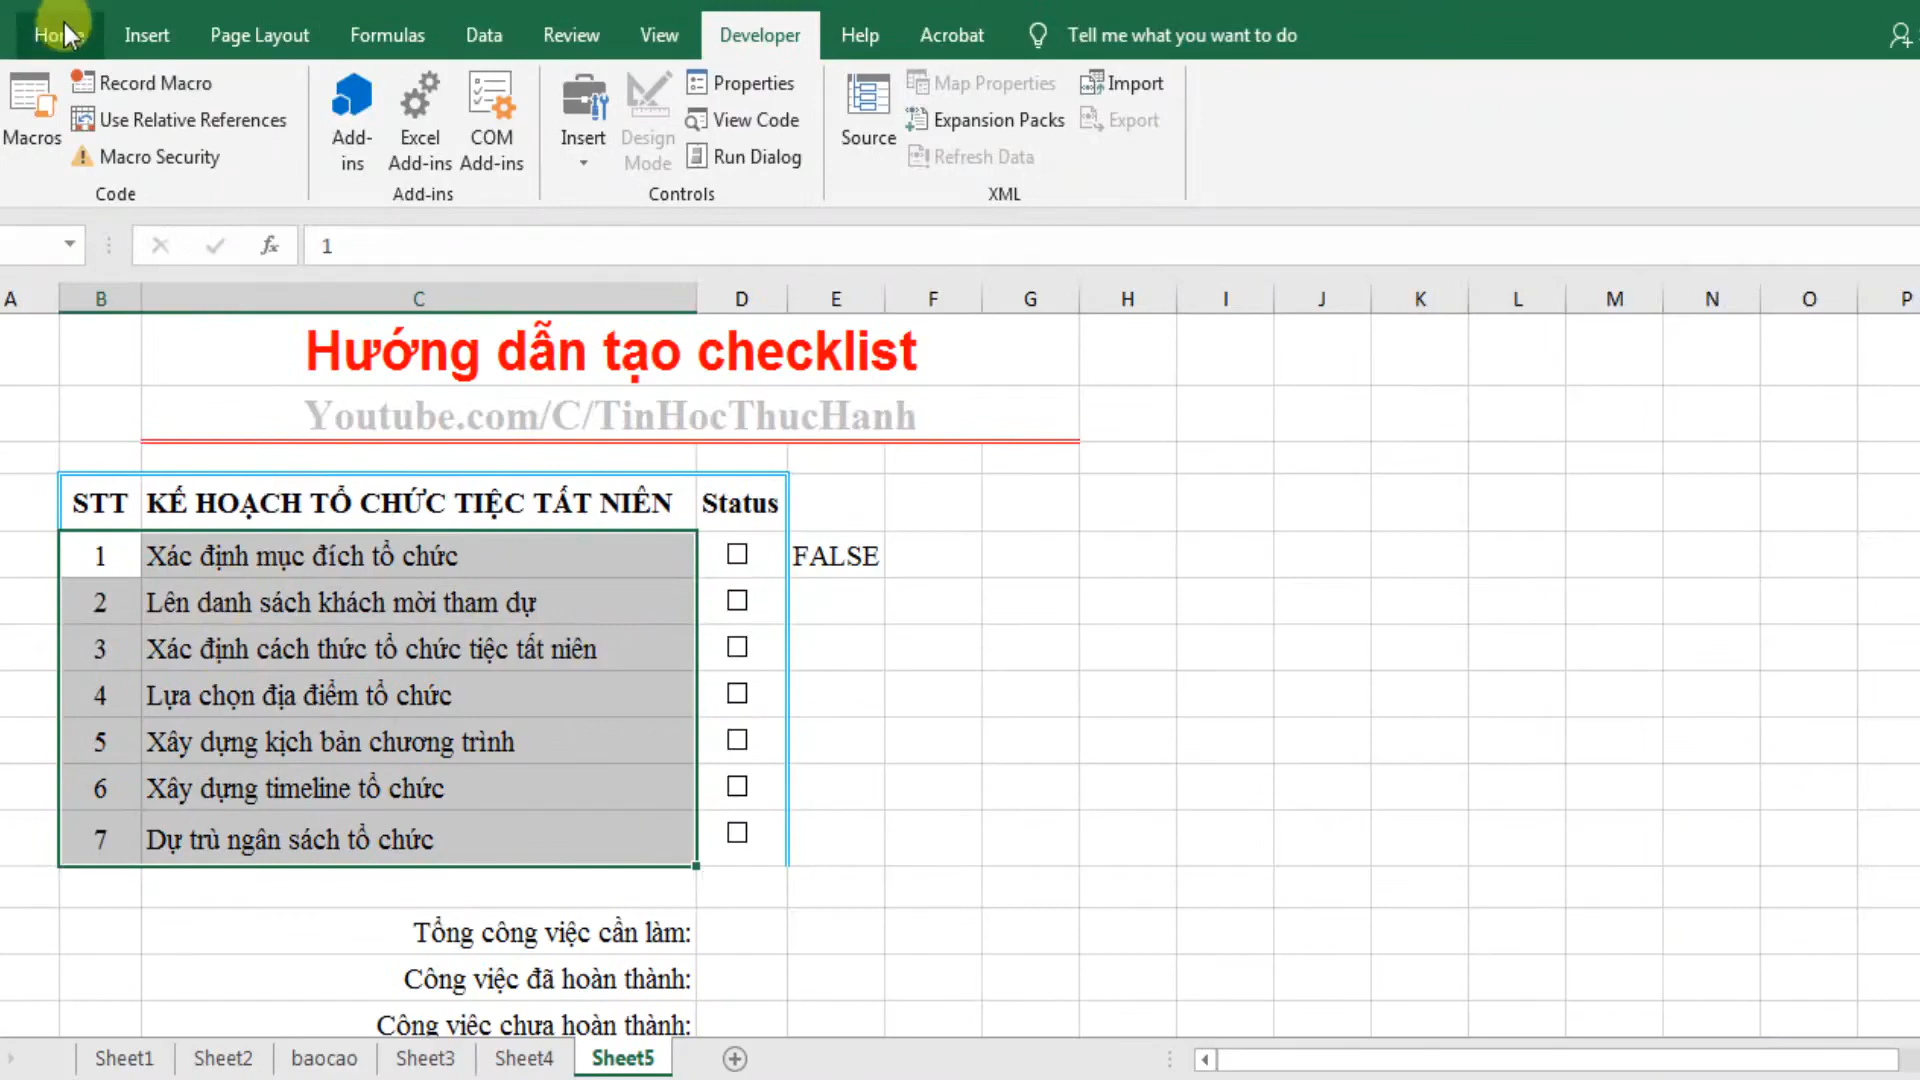 Home Insert Page Layout Formulas Data Review View Developer Help Acrobat Tell me what you want to do
Macros
Record Macro
Use Relative References
Macro Security
Code
Add-
ins
Excel
Add-ins
COM
Add-ins
Add-ins
Insert
Design
Mode
Properties
View Code
Run Dialog
Controls
Source
Map Properties
Expansion Packs
Refresh Data
Import
Export
XML
fx 1
A B C D E F G H I J K L M N O P
Hướng dẫn tạo checklist
Youtube.com/C/TinHocThucHanh
STT KẾ HOẠCH TỔ CHỨC TIỆC TẤT NIÊN Status
1 Xác định mục đích tổ chức FALSE
2 Lên danh sách khách mời tham dự
3 Xác định cách thức tổ chức tiệc tất niên
4 Lựa chọn địa điểm tổ chức
5 Xây dựng kịch bản chương trình
6 Xây dựng timeline tổ chức
7 Dự trù ngân sách tổ chức
Tổng công việc cần làm:
Công việc đã hoàn thành:
Công việc chưa hoàn thành:
Sheet1 Sheet2 baocao Sheet3 Sheet4 Sheet5